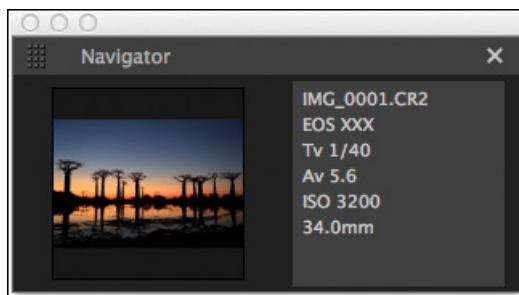 Navigator
IMG_0001.CR2
EOS XXX
Tv 1/40
Av 5.6
ISO 3200
34.0mm